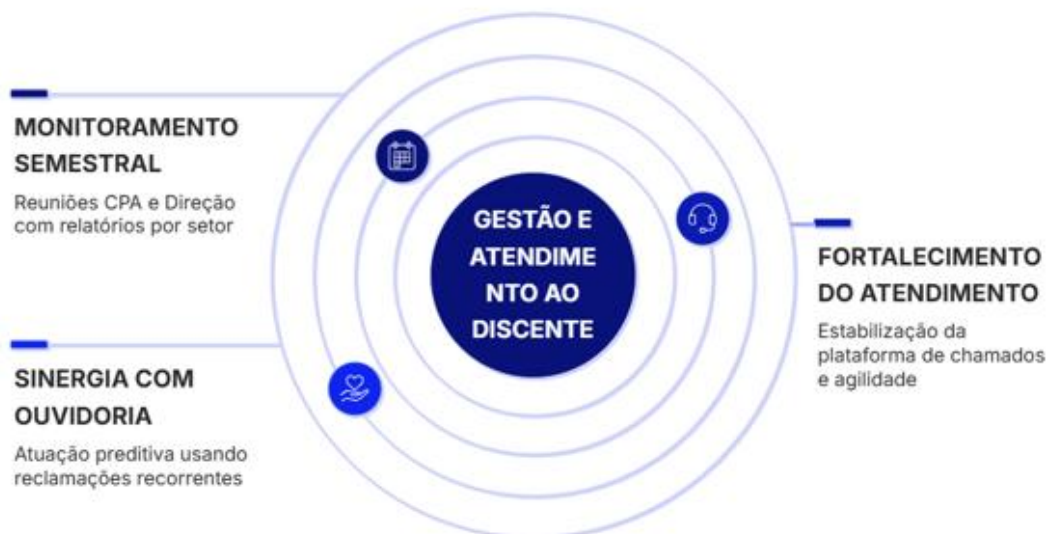 MONITORAMENTO
SEMESTRAL
Reuniões CPA e Direção
com relatórios por setor
SINERGIA COM
OUVIDORIA
Atuação preditiva usando
reclamações recorrentes
GESTÃO E
ATENDIME
NTO AO
DISCENTE
FORTALECIMENTO
DO ATENDIMENTO
Estabilização da
plataforma de chamados
e agilidade